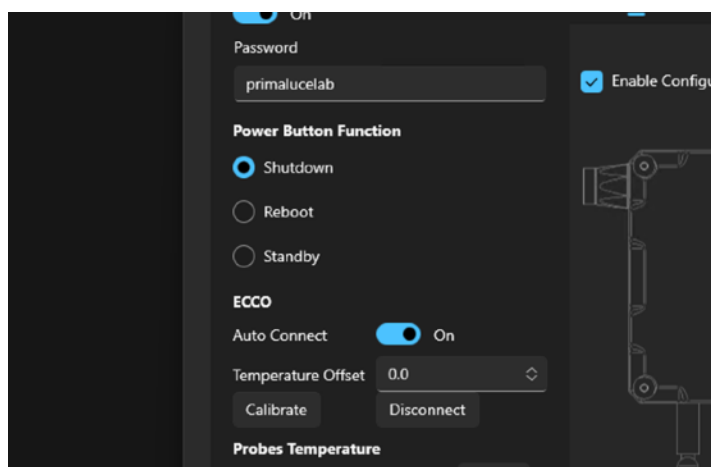 On
Password
primalucelab
Enable Configu
Power Button Function
Shutdown
Reboot
Standby
ECCO
Auto Connect On
Temperature Offset 0.0
Calibrate Disconnect
Probes Temperature